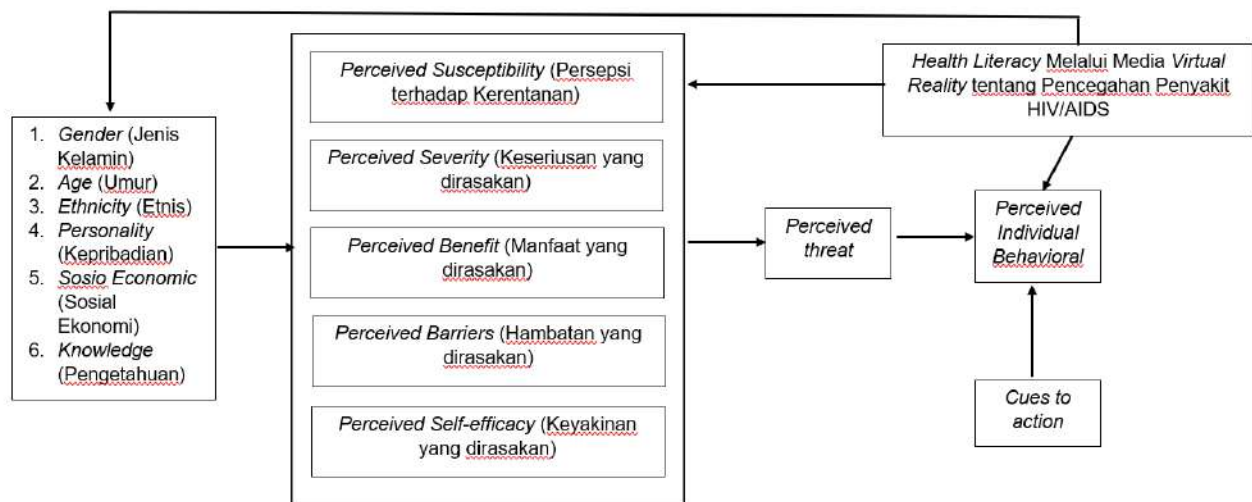 1. Gender (Jenis
Kelamin)
2. Age (Umur)
3. Ethnicity (Etnis)
4. Personality
(Kepribadian)
5. Sosio Economic
(Sosial
Ekonomi)
6. Knowledge
(Pengetahuan)
Perceived Susceptibility (Persepsi
terhadap Kerentanan)
Perceived Severity (Keseriusan yang
dirasakan)
Perceived Benefit (Manfaat yang
dirasakan)
Perceived Barriers (Hambatan yang
dirasakan)
Perceived Self-efficacy (Keyakinan
yang dirasakan)
Health Literacy Melalui Media Virtual
Reality tentang Pencegahan Penyakit
HIV/AIDS
Perceived
threat
Perceived
Individual
Behavioral
Cues to
action